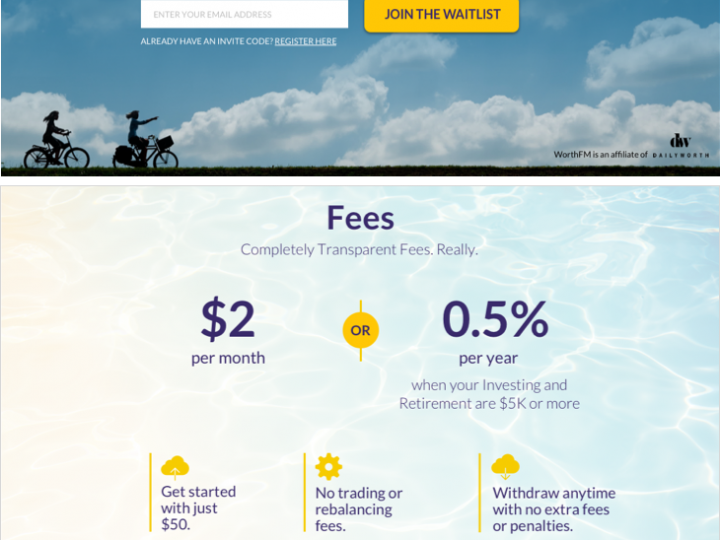 ENTER YOUR EMAIL ADDRESS
JOIN THE WAITLIST
ALREADY HAVE AN INVITE CODE? REGISTER HERE
dw
WorthFM is an affiliate of DAILYWORTH
Fees
Completely Transparent Fees. Really.
$2
per month
OR
0.5%
per year
when your Investing and
Retirement are $5K or more
Get started
with just
$50.
No trading or
rebalancing
fees.
Withdraw anytime
with no extra fees
or penalties.